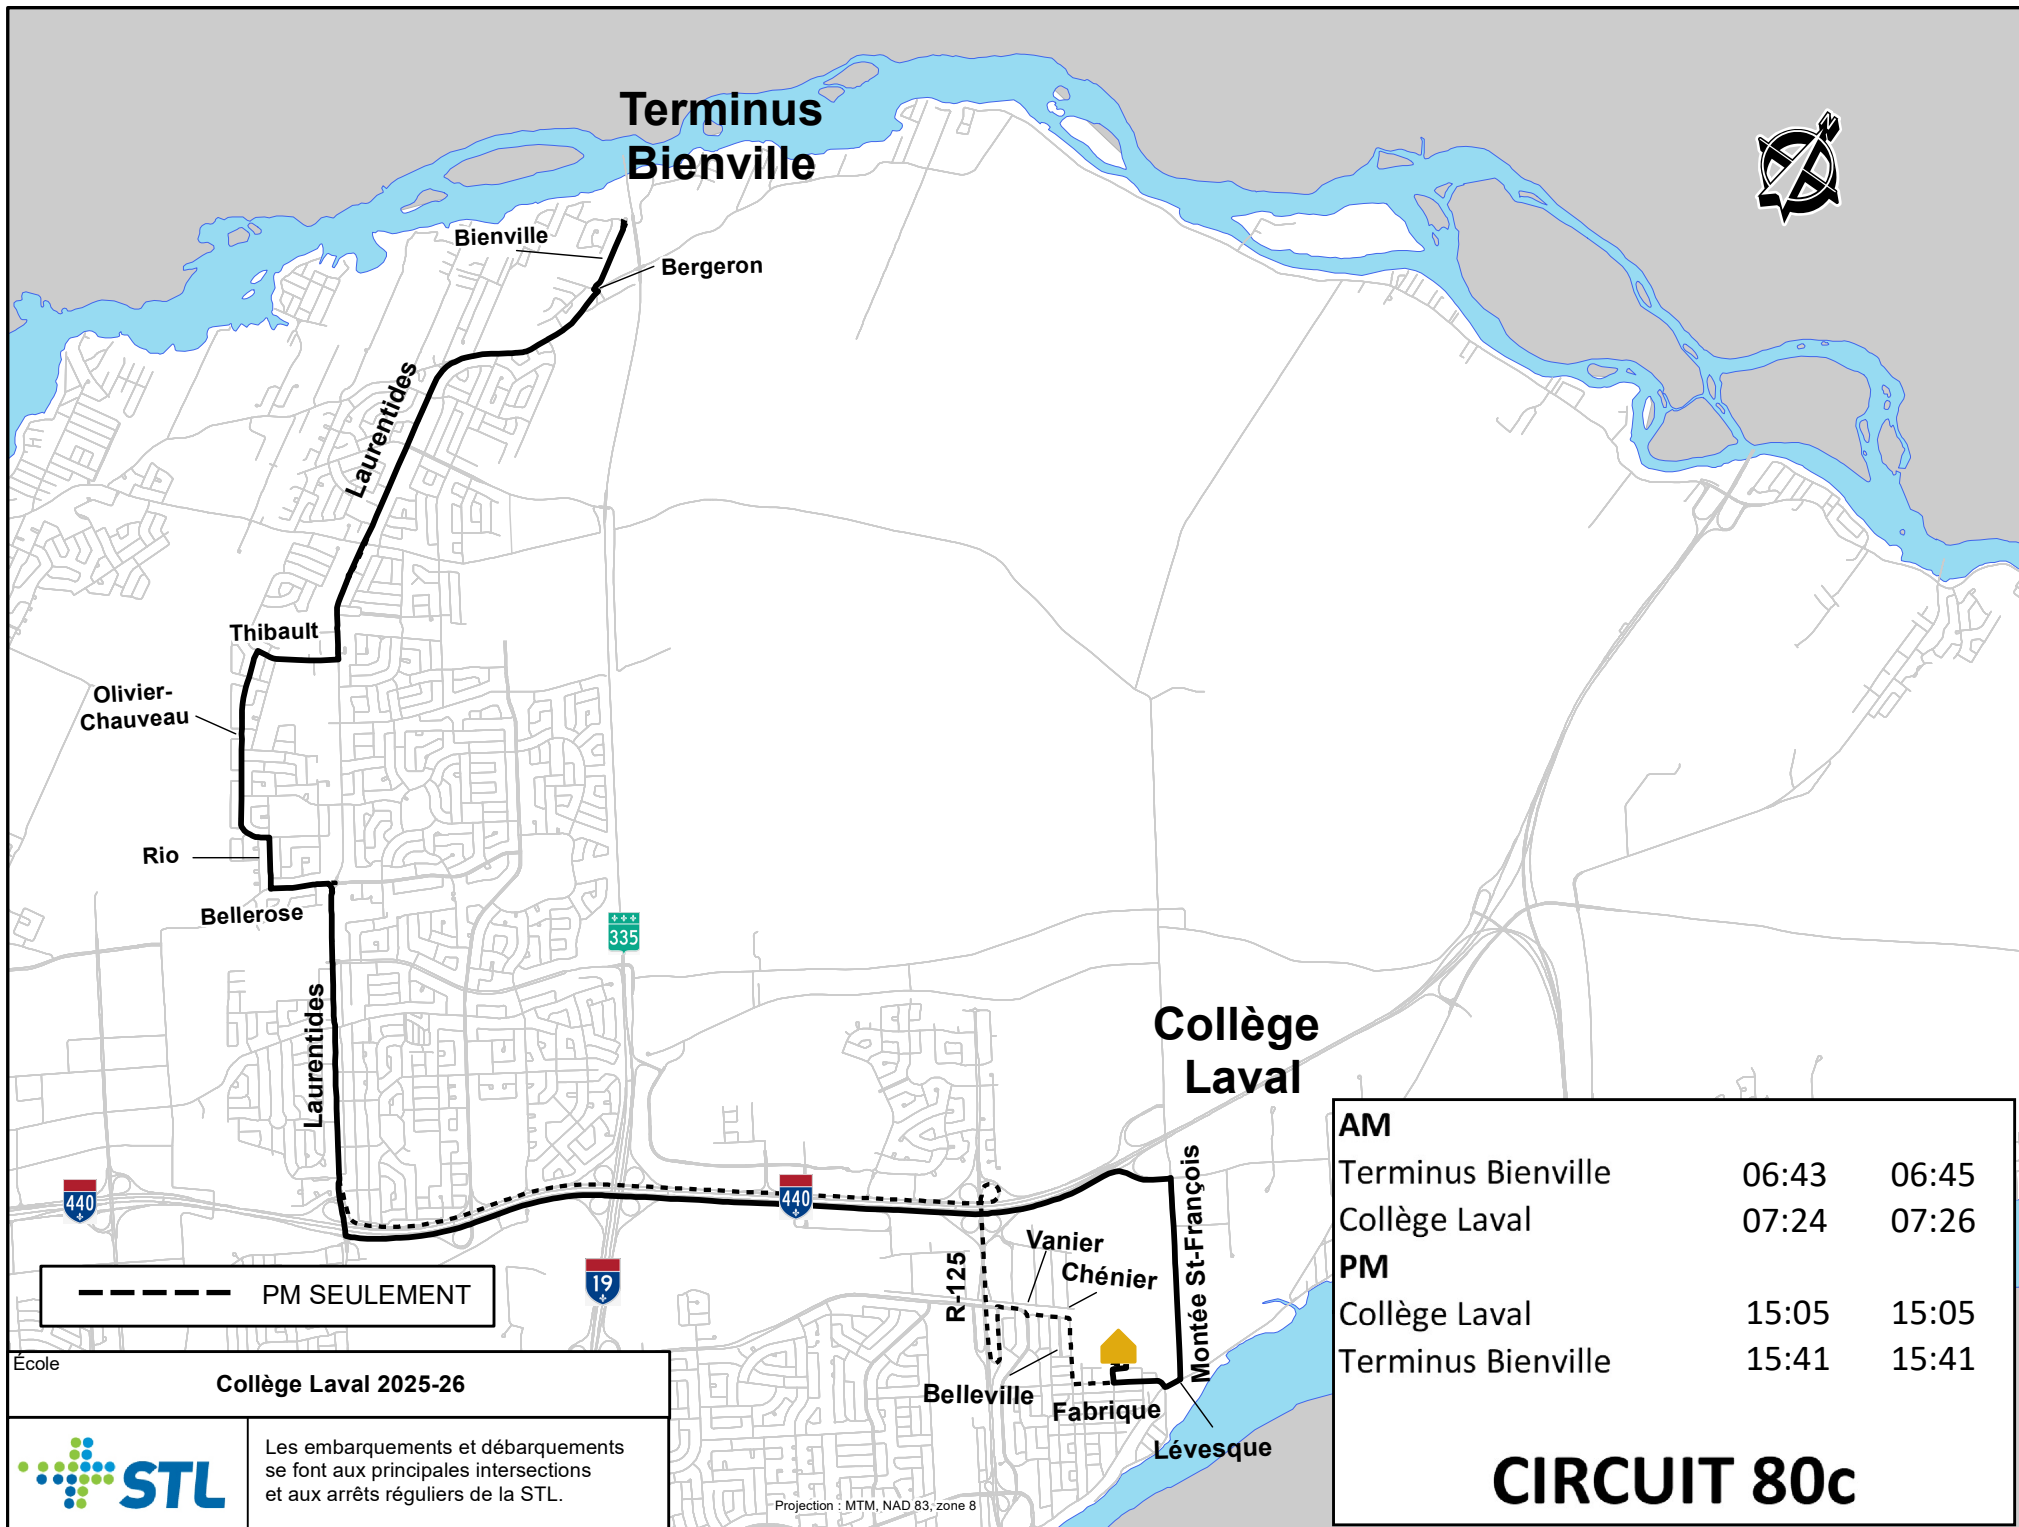 Terminus
Bienville
N
Bienville
Bergeron
Laurentides
Thibault
Olivier-
Chauveau
Rio
Bellerose
335
Laurentides
Collège
Laval
440
440
19
Vanier
Chénier
R-125
Montée St-François
Belleville
Fabrique
Lévesque
PM SEULEMENT
AM
Terminus Bienville 06:43 06:45
Collège Laval 07:24 07:26
PM
Collège Laval 15:05 15:05
Terminus Bienville 15:41 15:41
CIRCUIT 80c
École
Collège Laval 2025-26
STL
Les embarquements et débarquements
se font aux principales intersections
et aux arrêts réguliers de la STL.
Projection : MTM, NAD 83, zone 8